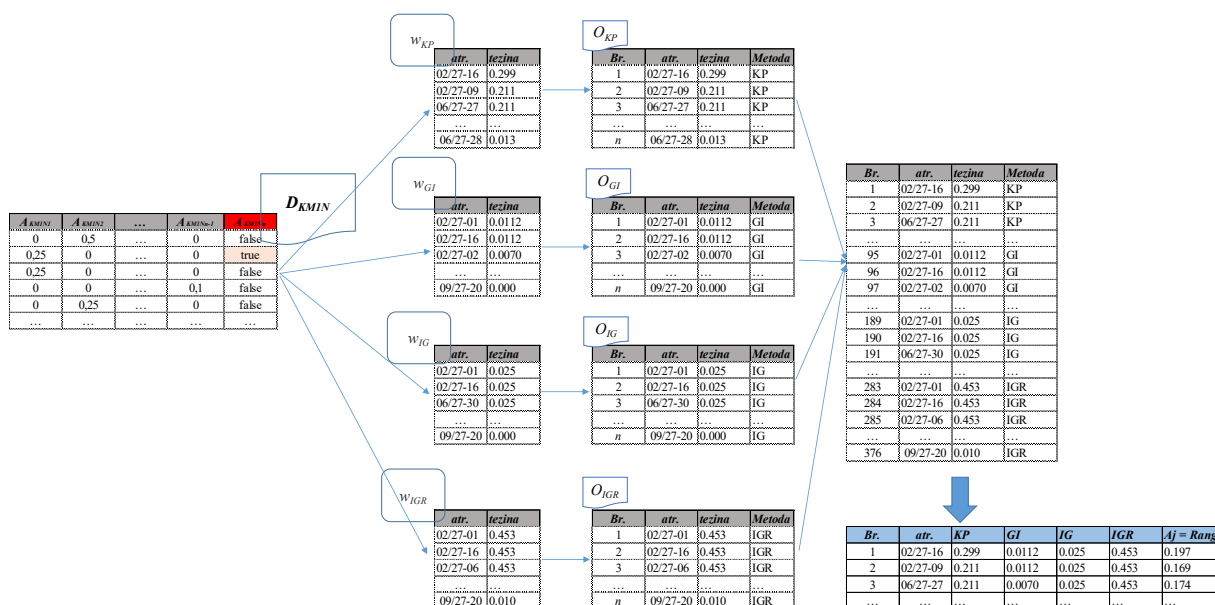 A KMIN1 A KMIN2 … A KMINn-1 A KMINn
0 0,5 … 0 false
0,25 0 … 0 true
0,25 0 … 0 false
0 0 … 0,1 false
0 0,25 … 0 false
… … … … …
D KMIN
w KP
atr. tezina
02/27-16 0.299
02/27-09 0.211
06/27-27 0.211
… …
06/27-28 0.013
O KP
Br. atr. tezina Metoda
1 02/27-16 0.299 KP
2 02/27-09 0.211 KP
3 06/27-27 0.211 KP
… … … …
n 06/27-28 0.013 KP
w GI
atr. tezina
02/27-01 0.0112
02/27-16 0.0112
02/27-02 0.0070
… …
09/27-20 0.000
O GI
Br. atr. tezina Metoda
1 02/27-01 0.0112 GI
2 02/27-16 0.0112 GI
3 02/27-02 0.0070 GI
… … … …
n 09/27-20 0.000 GI
w IG
atr. tezina
02/27-01 0.025
02/27-16 0.025
06/27-30 0.025
… …
09/27-20 0.000
O IG
Br. atr. tezina Metoda
1 02/27-01 0.025 IG
2 02/27-16 0.025 IG
3 06/27-30 0.025 IG
… … … …
n 09/27-20 0.000 IG
w IGR
atr. tezina
02/27-01 0.453
02/27-16 0.453
02/27-06 0.453
… …
09/27-20 0.010
O IGR
Br. atr. tezina Metoda
1 02/27-01 0.453 IGR
2 02/27-16 0.453 IGR
3 02/27-06 0.453 IGR
… … … …
n 09/27-20 0.010 IGR
Br. atr. tezina Metoda
1 02/27-16 0.299 KP
2 02/27-09 0.211 KP
3 06/27-27 0.211 KP
… … … …
95 02/27-01 0.0112 GI
96 02/27-16 0.0112 GI
97 02/27-02 0.0070 GI
… … … …
189 02/27-01 0.025 IG
190 02/27-16 0.025 IG
191 06/27-30 0.025 IG
… … … …
283 02/27-01 0.453 IGR
284 02/27-16 0.453 IGR
285 02/27-06 0.453 IGR
… … … …
376 09/27-20 0.010 IGR
Br. atr. KP GI IG IGR Aj = Rang
1 02/27-16 0.299 0.0112 0.025 0.453 0.197
2 02/27-09 0.211 0.0112 0.025 0.453 0.169
3 06/27-27 0.211 0.0070 0.025 0.453 0.174
… … … … … … …